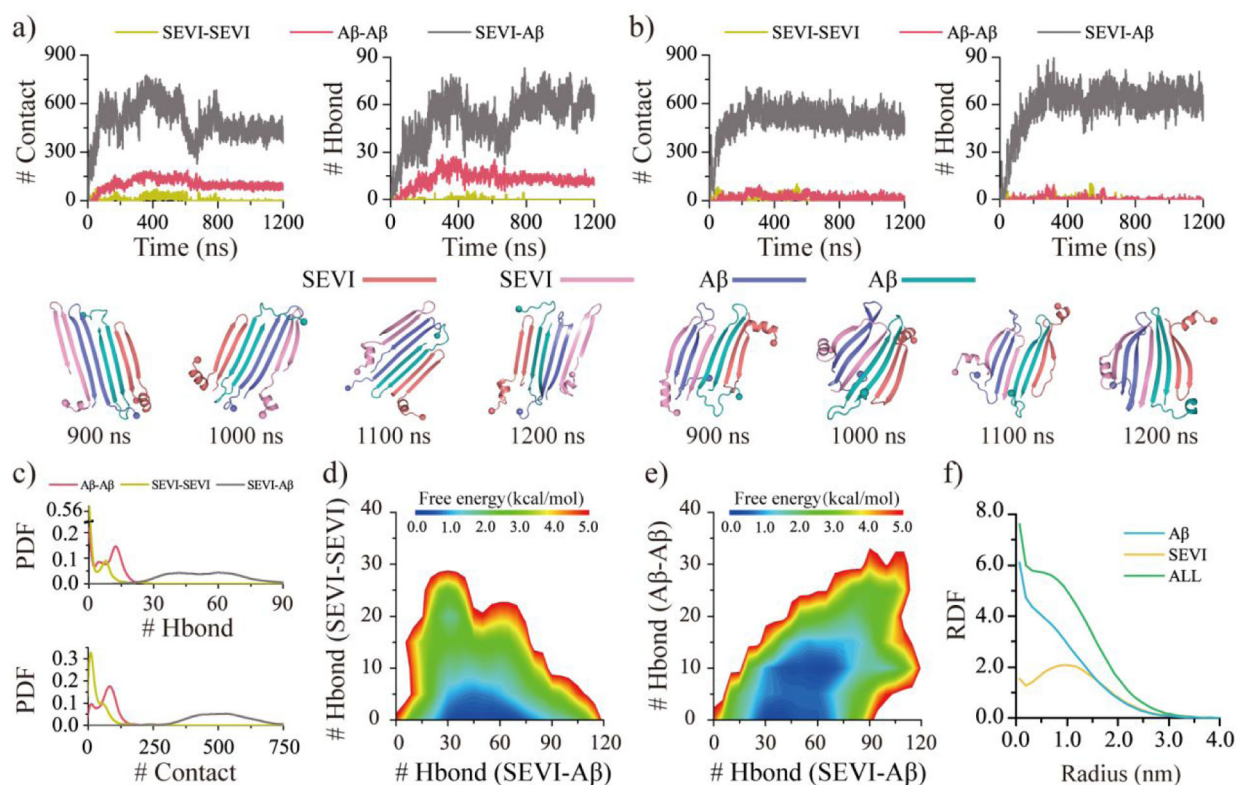 a)
SEVI-SEVI Aβ-Aβ SEVI-Aβ
# Contact
900
600
300
0
0 400 800 1200
Time (ns)
# Hbond
90
60
30
0
0 400 800 1200
Time (ns)
b)
SEVI-SEVI Aβ-Aβ SEVI-Aβ
# Contact
900
600
300
0
0 400 800 1200
Time (ns)
# Hbond
90
60
30
0
0 400 800 1200
Time (ns)
SEVI SEVI Aβ Aβ
900 ns 1000 ns 1100 ns 1200 ns 900 ns 1000 ns 1100 ns 1200 ns
c)
Aβ-Aβ SEVI-SEVI SEVI-Aβ
PDF
0.56
0.2
0.1
0.0
0 30 60 90
# Hbond
PDF
0.3
0.2
0.1
0.0
0 250 500 750
# Contact
d)
# Hbond (SEVI-SEVI)
40
30
20
10
0
Free energy (kcal/mol)
0.0 1.0 2.0 3.0 4.0 5.0
0 30 60 90 120
# Hbond (SEVI-Aβ)
e)
# Hbond (Aβ-Aβ)
40
30
20
10
0
Free energy (kcal/mol)
0.0 1.0 2.0 3.0 4.0 5.0
0 30 60 90 120
# Hbond (SEVI-Aβ)
f)
RDF
8.0
6.0
4.0
2.0
0.0
Aβ
SEVI
ALL
0.0 1.0 2.0 3.0 4.0
Radius (nm)